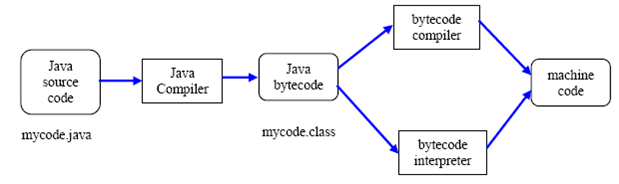 Java
source
code
mycode.java
Java
Compiler
Java
bytecode
mycode.class
bytecode
compiler
bytecode
interpreter
machine
code